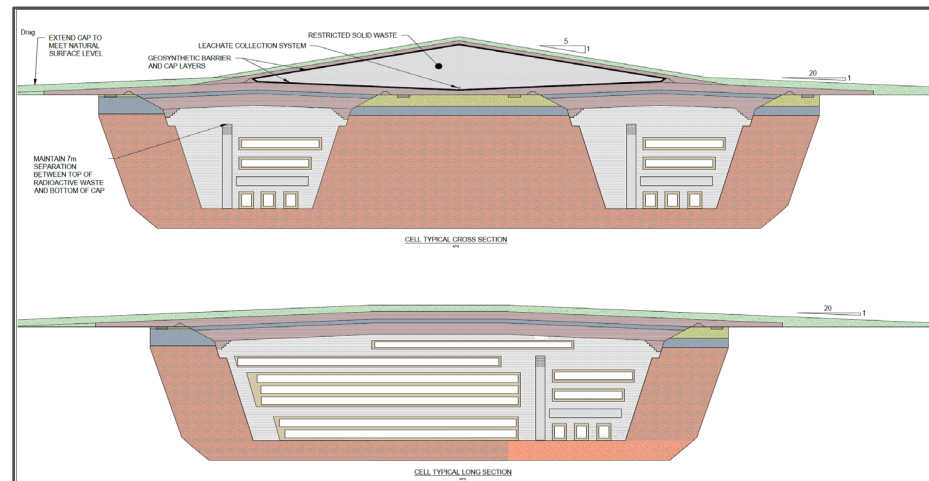 Drag
EXTEND CAP TO
MEET NATURAL
SURFACE LEVEL
RESTRICTED SOLID WASTE
LEACHATE COLLECTION SYSTEM
GEOSYNTHETIC BARRIER
AND CAP LAYERS
5
1
20
1
MAINTAIN 7m
SEPARATION
BETWEEN TOP OF
RADIOACTIVE WASTE
AND BOTTOM OF CAP
CELL TYPICAL CROSS SECTION
20
1
CELL TYPICAL LONG SECTION